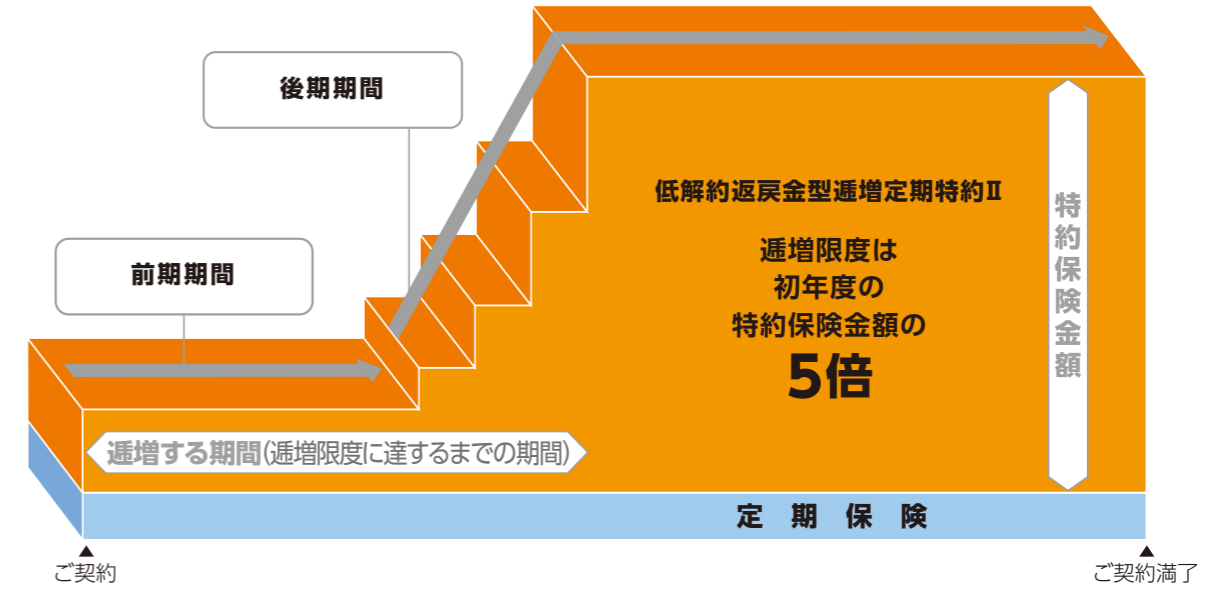 後期期間
前期期間
低解約返戻金型逓増定期特約Ⅱ
逓増限度は
初年度の
特約保険金額の
5倍
特約保険金額
逓増する期間(逓増限度に達するまでの期間)
定期保険
ご契約
ご契約満了